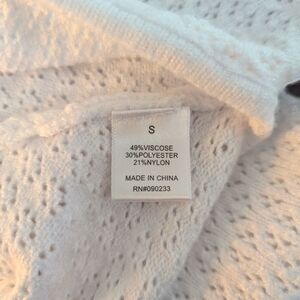 S
49%VISCOSE
30%POLYESTER
21%NYLON
MADE IN CHINA
RN#090233